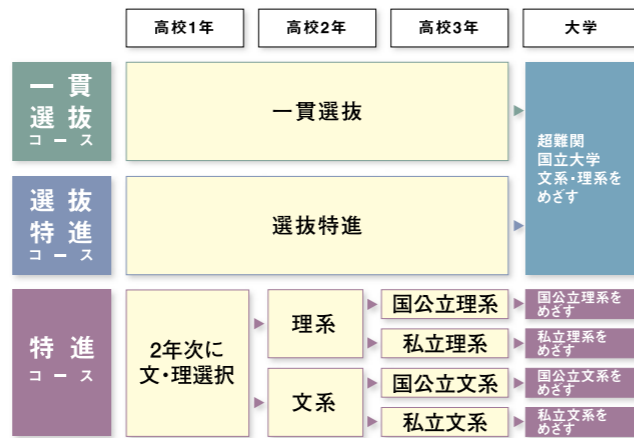 高校1年
高校2年
高校3年
大学
一貫
選抜
コース
一貫選抜
超難関
国立大学
文系・理系を
めざす
選抜
特進
コース
選抜特進
特進
コース
2年次に
文・理選択
理系
文系
国公立理系
私立理系
国公立文系
私立文系
国公立理系を
めざす
私立理系を
めざす
国公立文系を
めざす
私立文系を
めざす